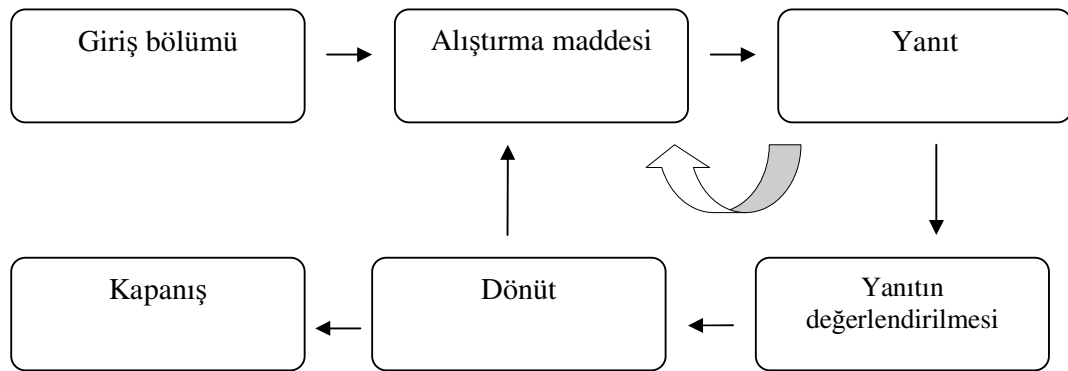 Giriş bölümü
Alıştırma maddesi
Yanıt
Kapanış
Dönüt
Yanıtın
değerlendirilmesi